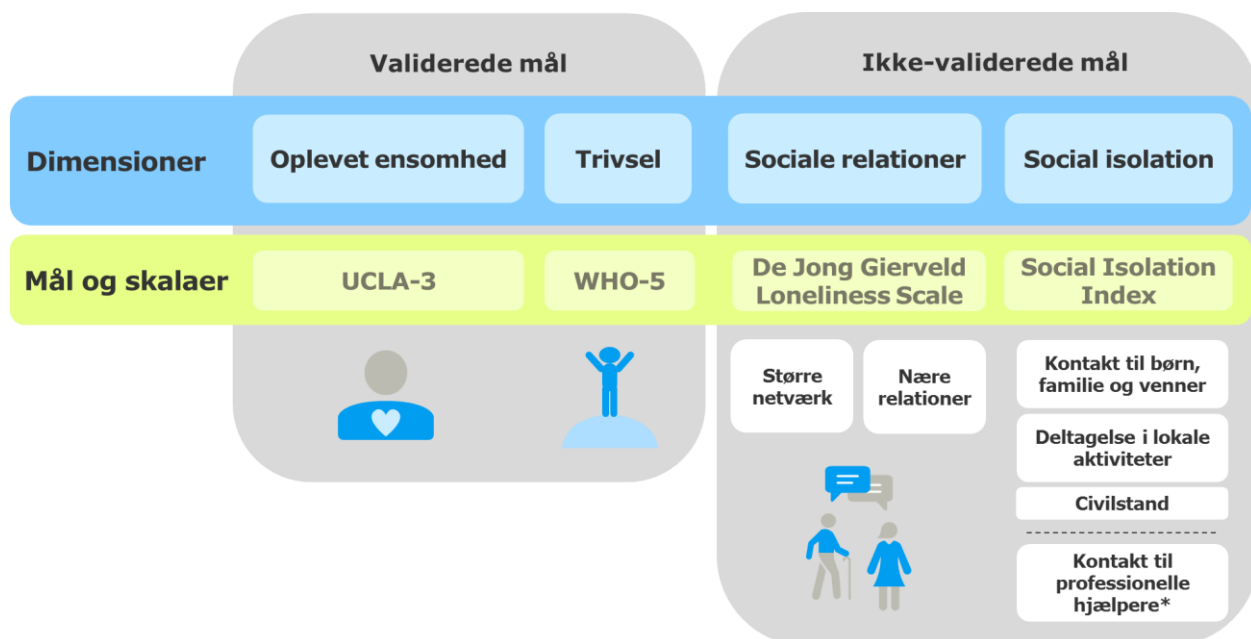 Validerede mål
Ikke-validerede mål
Dimensioner
Oplevet ensomhed
Trivsel
Sociale relationer
Social isolation
Mål og skalaer
UCLA-3
WHO-5
De Jong Gierveld
Loneliness Scale
Social Isolation
Index
Større
netværk
Nære
relationer
Kontakt til børn,
familie og venner
Deltagelse i lokale
aktiviteter
Civilstand
Kontakt til
professionelle
hjælpere*